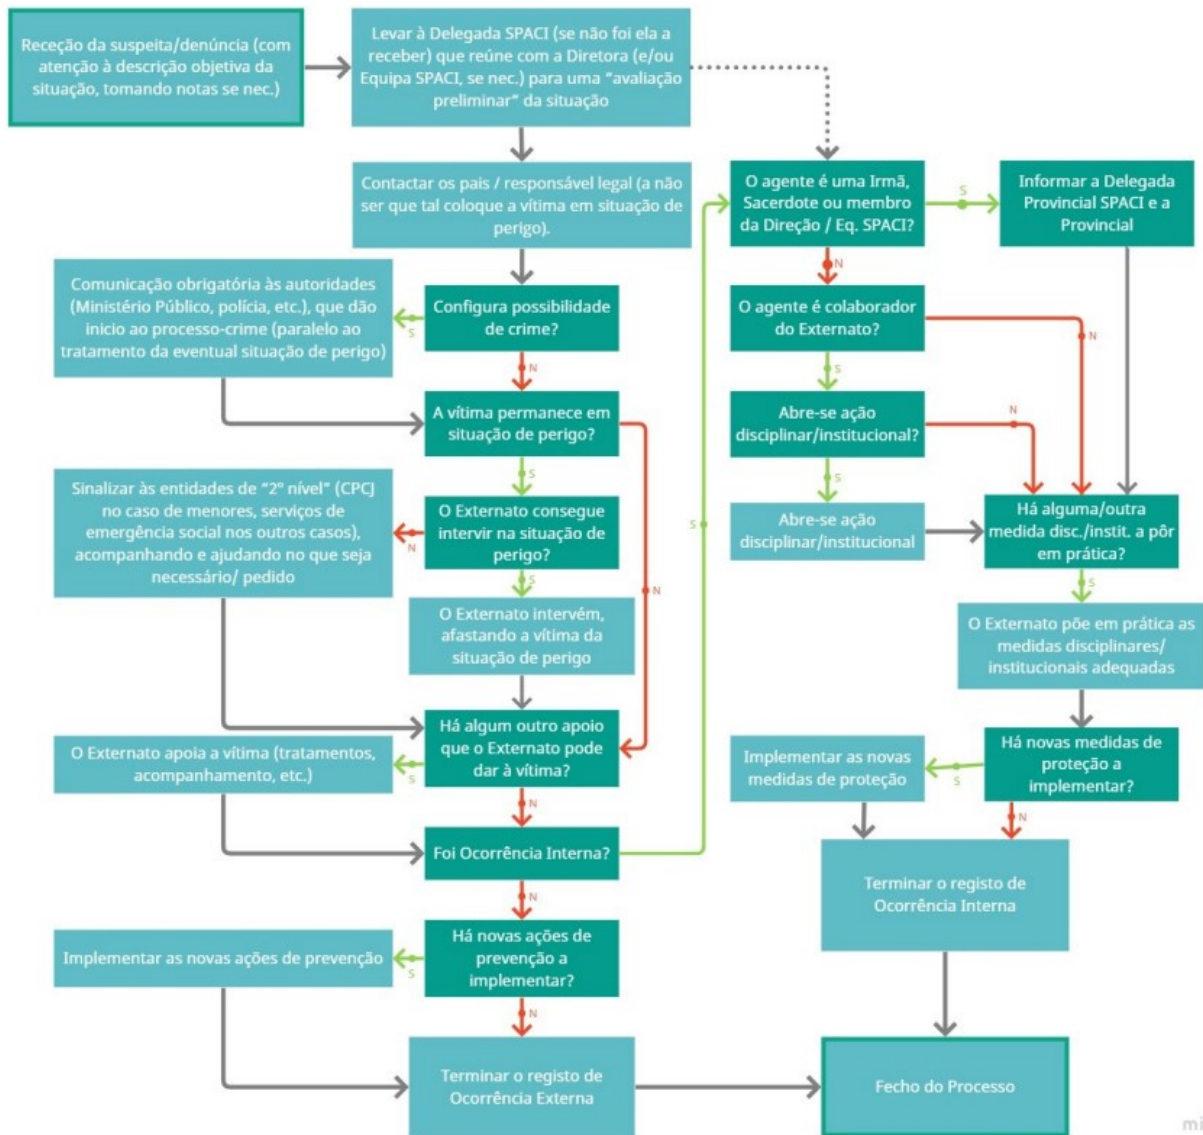 Receção da suspeita/denúncia (com
atenção à descrição objetiva da
situação, tomando notas se nec.)
Levar à Delegada SPACI (se não foi ela a
receber) que reúne com a Diretora (e/ou
Equipa SPACI, se nec.) para uma “avaliação
preliminar” da situação
Contactar os pais / responsável legal (a não
ser que tal coloque a vítima em situação de
perigo).
O agente é uma Irmã,
Sacerdote ou membro
da Direção / Eq. SPACI?
S
Informar a Delegada
Provincial SPACI e a
Provincial
N
Comunicação obrigatória às autoridades
(Ministério Público, polícia, etc.), que dão
inicio ao processo-crime (paralelo ao
tratamento da eventual situação de perigo)
S
Configura possibilidade
de crime?
N
O agente é colaborador
do Externato?
N
S
A vítima permanece em
situação de perigo?
S
N
Abre-se ação
disciplinar/institucional?
N
S
Sinalizar às entidades de “2º nível” (CPCJ
no caso de menores, serviços de
emergência social nos outros casos),
acompanhando e ajudando no que seja
necessário/ pedido
N
O Externato consegue
intervir na situação de
perigo?
S
S
Abre-se ação
disciplinar/institucional
Há alguma/outra
medida disc./instit. a pôr
em prática?
S
O Externato intervém,
afastando a vítima da
situação de perigo
O Externato põe em prática as
medidas disciplinares/
institucionais adequadas
Há algum outro apoio
que o Externato pode
dar à vítima?
S
N
O Externato apoia a vítima (tratamentos,
acompanhamento, etc.)
Implementar as novas
medidas de proteção
S
Há novas medidas de
proteção a
implementar?
N
Foi Ocorrência Interna?
N
Terminar o registo de
Ocorrência Interna
Implementar as novas ações de prevenção
S
Há novas ações de
prevenção a
implementar?
N
Terminar o registo de
Ocorrência Externa
Fecho do Processo
mi